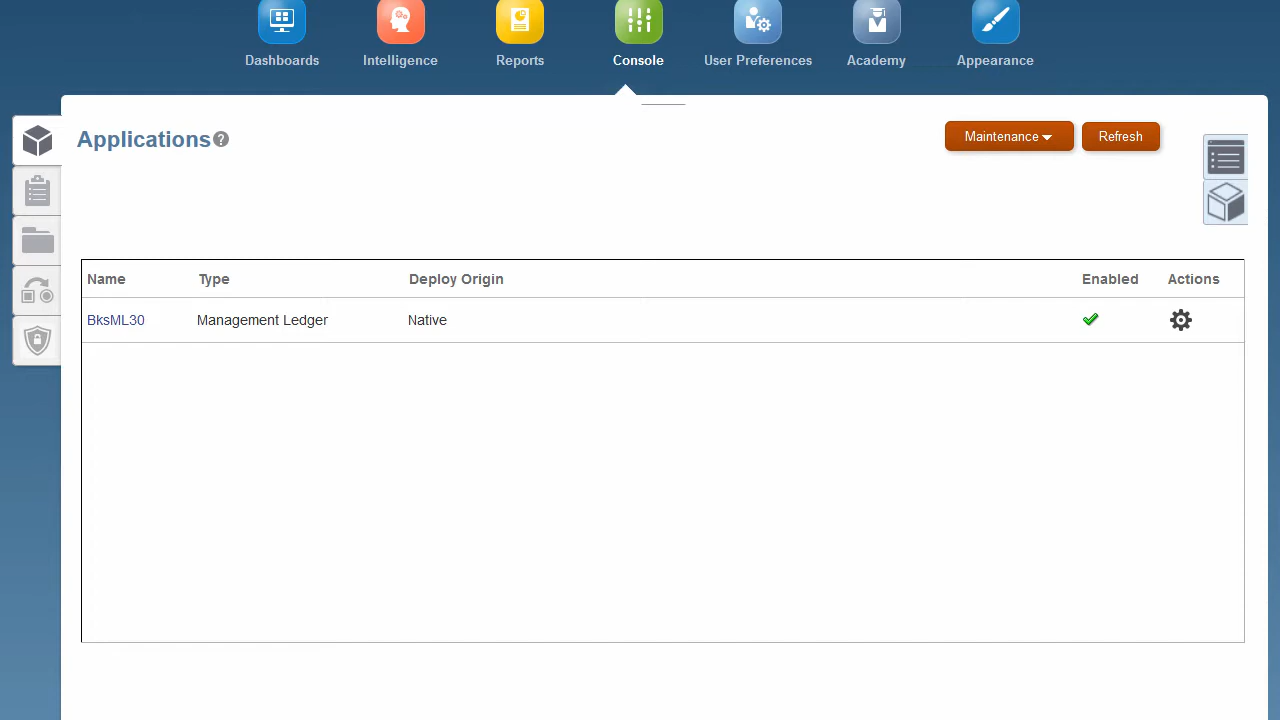 Dashboards Intelligence Reports Console User Preferences Academy Appearance
Applications
Maintenance Refresh
Name Type Deploy Origin Enabled Actions
BksML30 Management Ledger Native